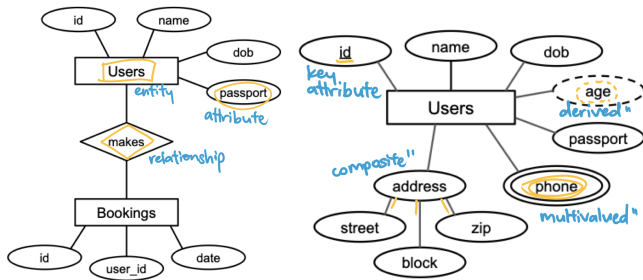 id
name
dob
Users
entity
passport
attribute
makes
relationship
Bookings
id
user_id
date
id
key
attribute
name
dob
age
derived"
Users
passport
composite"
address
phone
multivalued"
street
zip
block